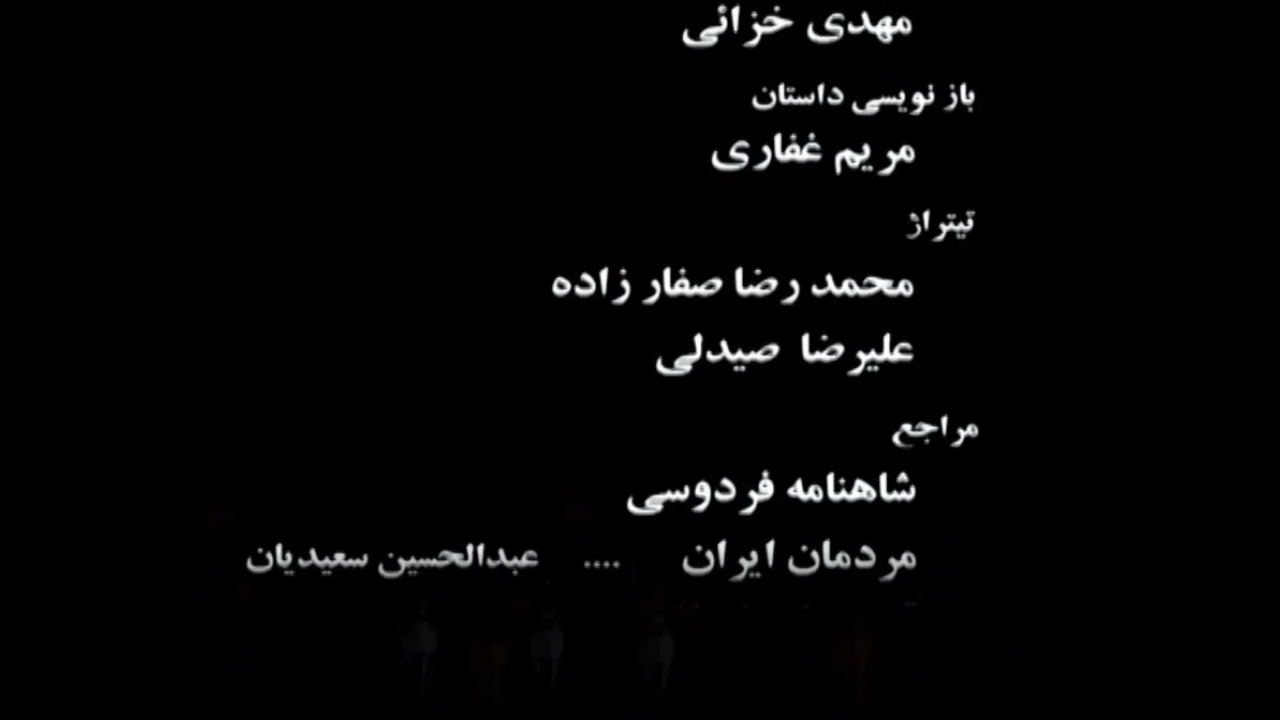 مهدی خزائی
باز نویسی داستان
مریم غفاری
تیتراژ
محمد رضا صفار زاده
علیرضا صیدلی
مراجع
شاهنامه فردوسی
مردمان ایران .... عبدالحسین سعیدیان